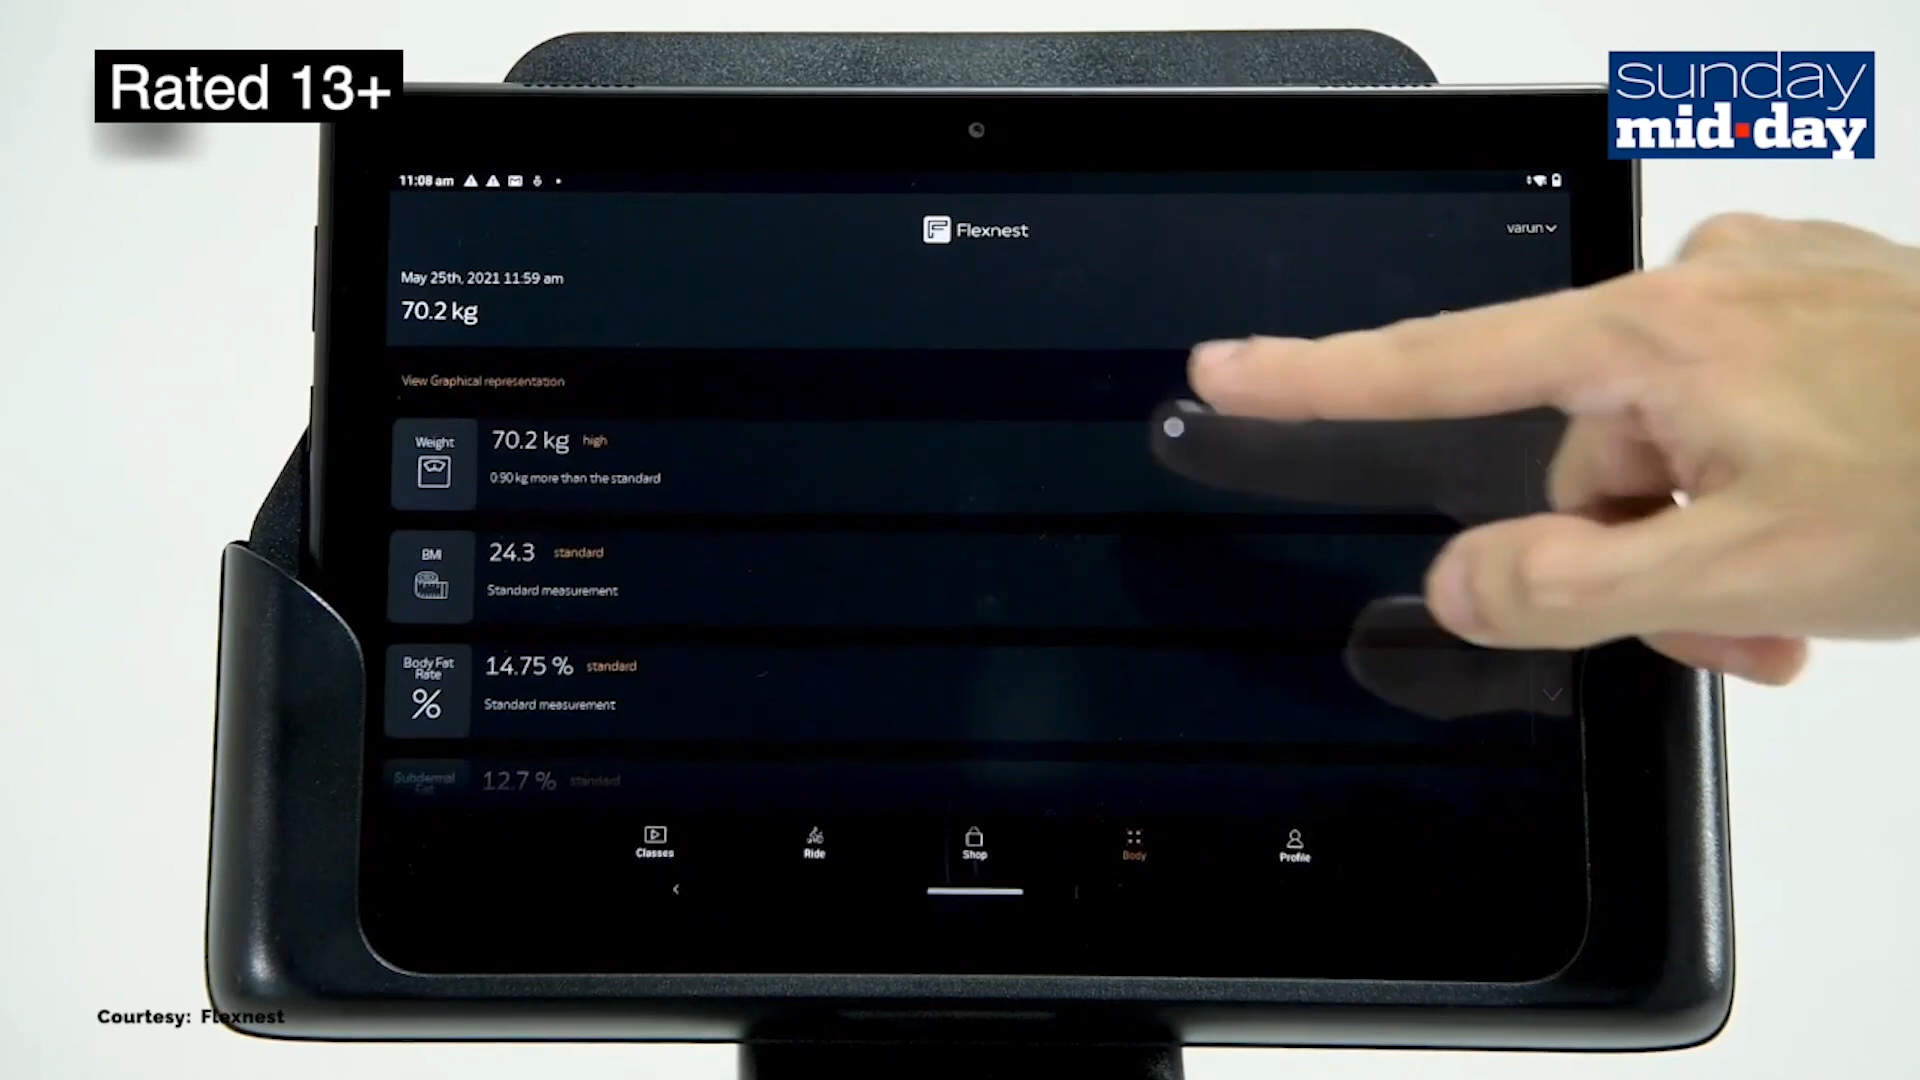 Rated 13+
sunday
mid-day
11:08 am
Flexnest
varun
May 25th, 2021 11:59 am
70.2 kg
View Graphical representation
Weight
70.2 kg high
0.90 kg more than the standard
BMI
24.3 standard
Standard measurement
Body Fat
Rate
%
14.75 % standard
Standard measurement
Subdermal
Fat
12.7 % standard
Classes
Ride
Shop
Body
Profile
Courtesy: Flexnest